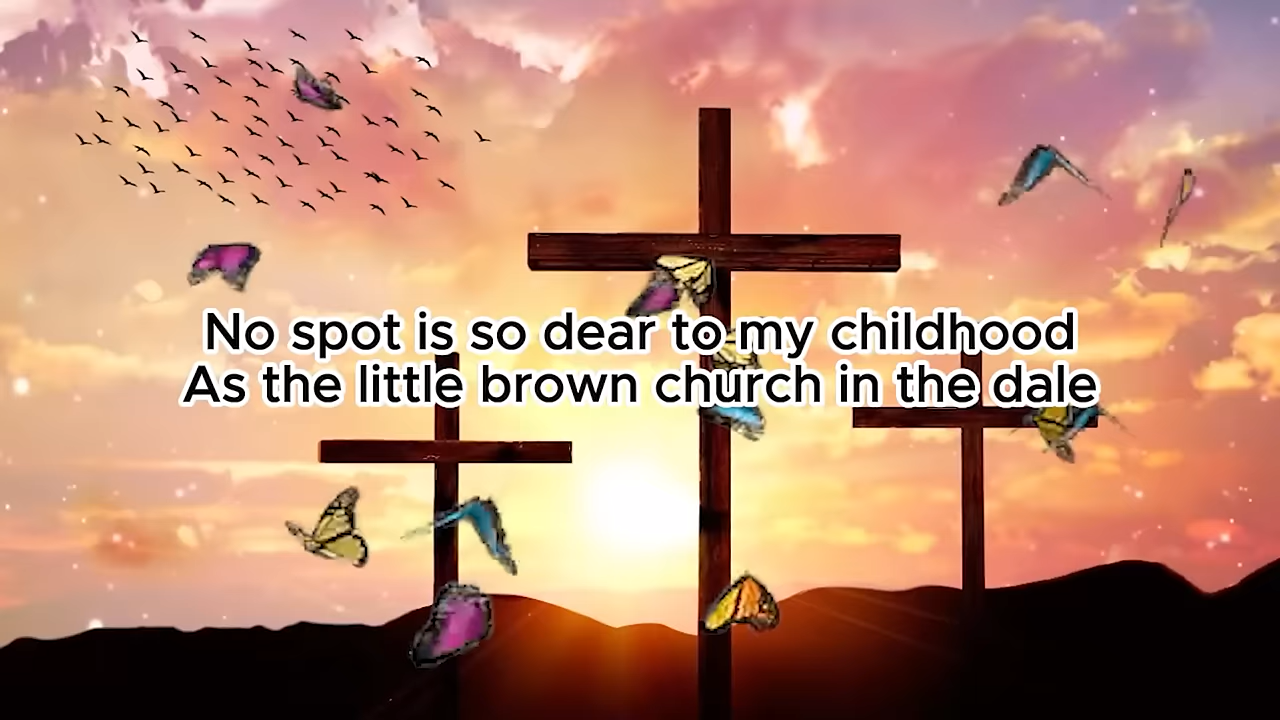 No spot is so dear to my childhood
As the little brown church in the dale